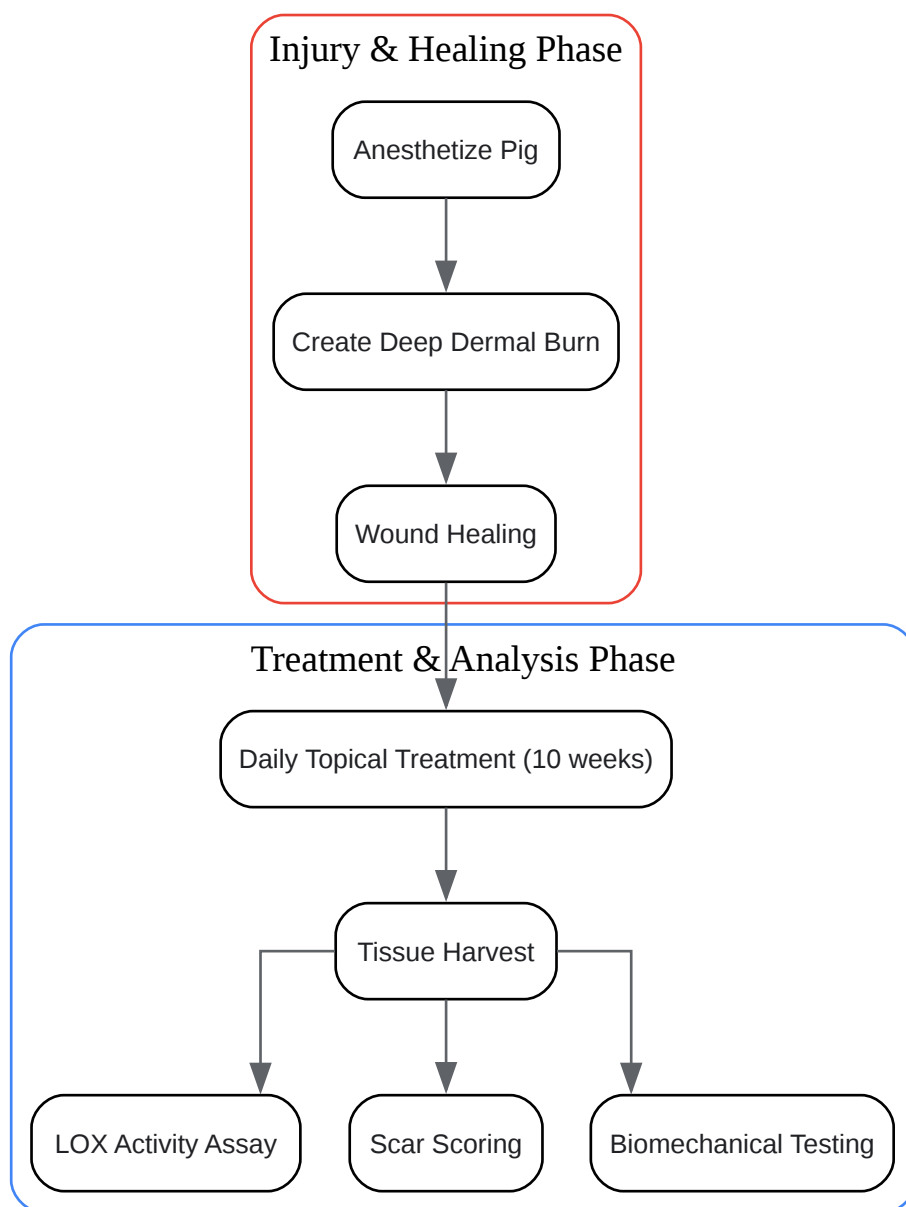 Injury & Healing Phase
Anesthetize Pig
Create Deep Dermal Burn
Wound Healing
Treatment & Analysis Phase
Daily Topical Treatment (10 weeks)
Tissue Harvest
LOX Activity Assay
Scar Scoring
Biomechanical Testing